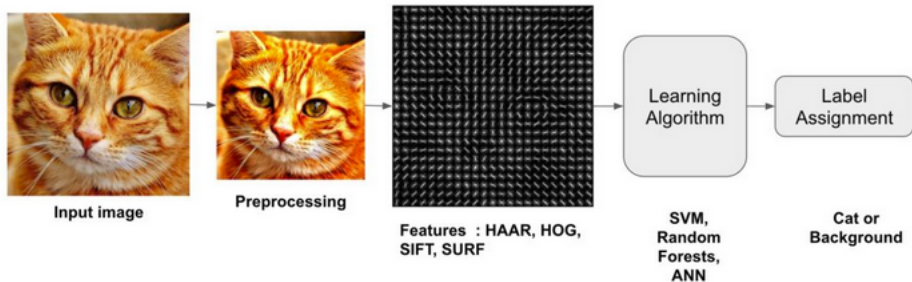 Learning
Algorithm
Label
Assignment
Input image
Preprocessing
Features : HAAR, HOG,
SIFT, SURF
SVM,
Random
Forests,
ANN
Cat or
Background